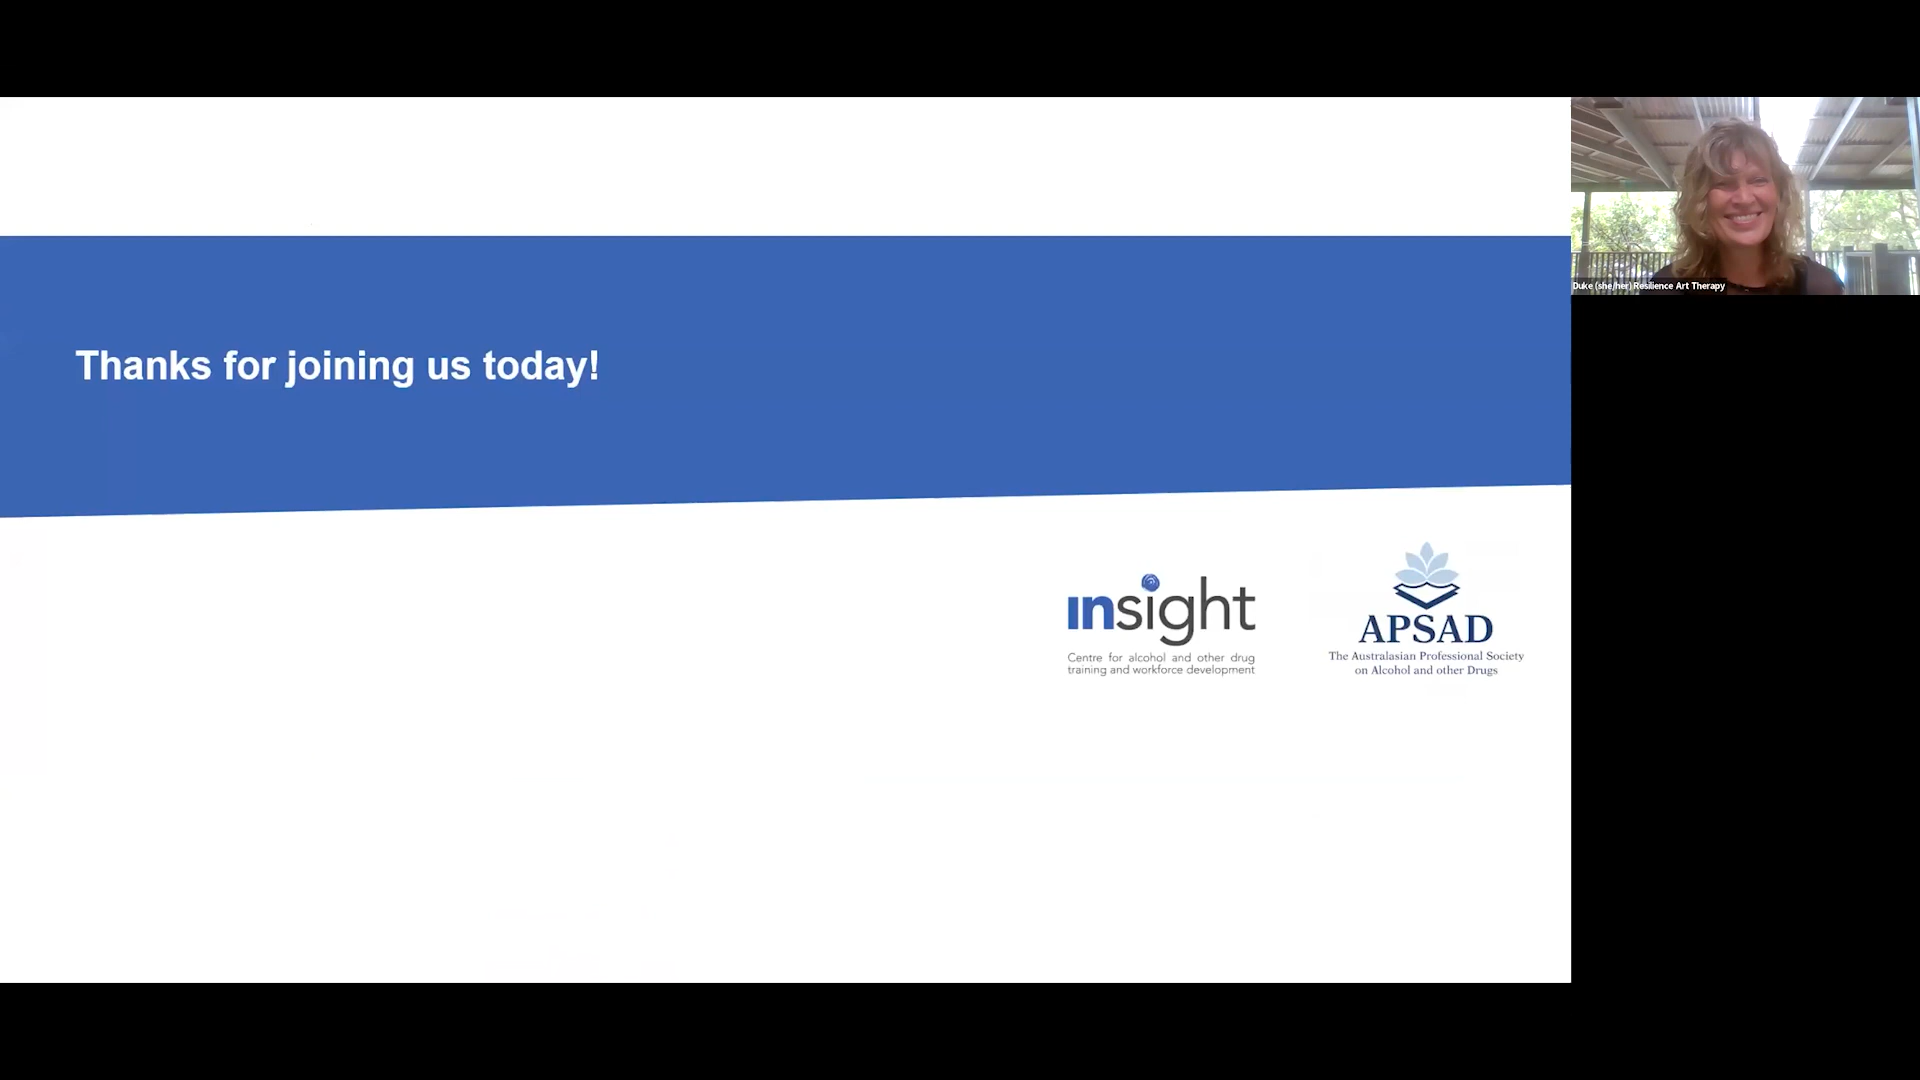 Thanks for joining us today!
Duke (she/her) Resilience Art Therapy
insight
Centre for alcohol and other drug
training and workforce development
APSAD
The Australasian Professional Society
on Alcohol and other Drugs